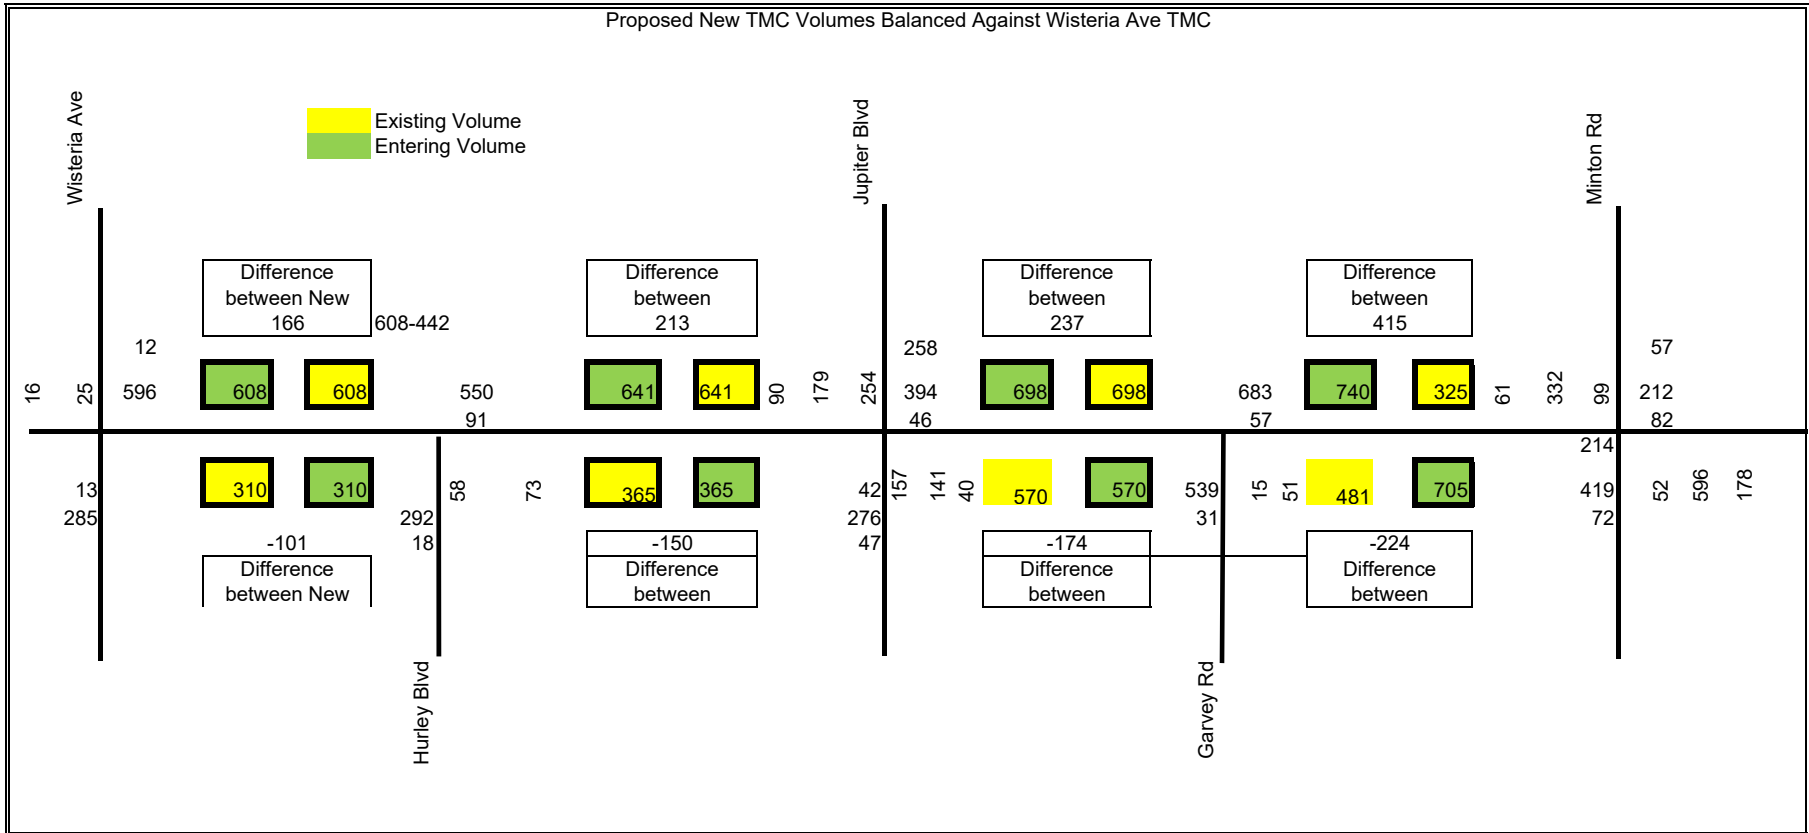 Proposed New TMC Volumes Balanced Against Wisteria Ave TMC
Wisteria Ave
Jupiter Blvd
Minton Rd
Existing Volume
Entering Volume
Difference
between New
166
608-442
Difference
between
213
Difference
between
237
Difference
between
415
12
258
57
16
25
596
608
608
550
641
641
90
179
254
394
698
698
683
740
325
61
332
99
212
91
46
57
82
214
13
310
310
58
73
365
365
42
157
141
40
570
570
539
15
51
481
705
419
52
596
178
285
292
276
31
72
-101
18
-150
47
-174
-224
Difference
between New
Difference
between
Difference
between
Difference
between
Hurley Blvd
Garvey Rd